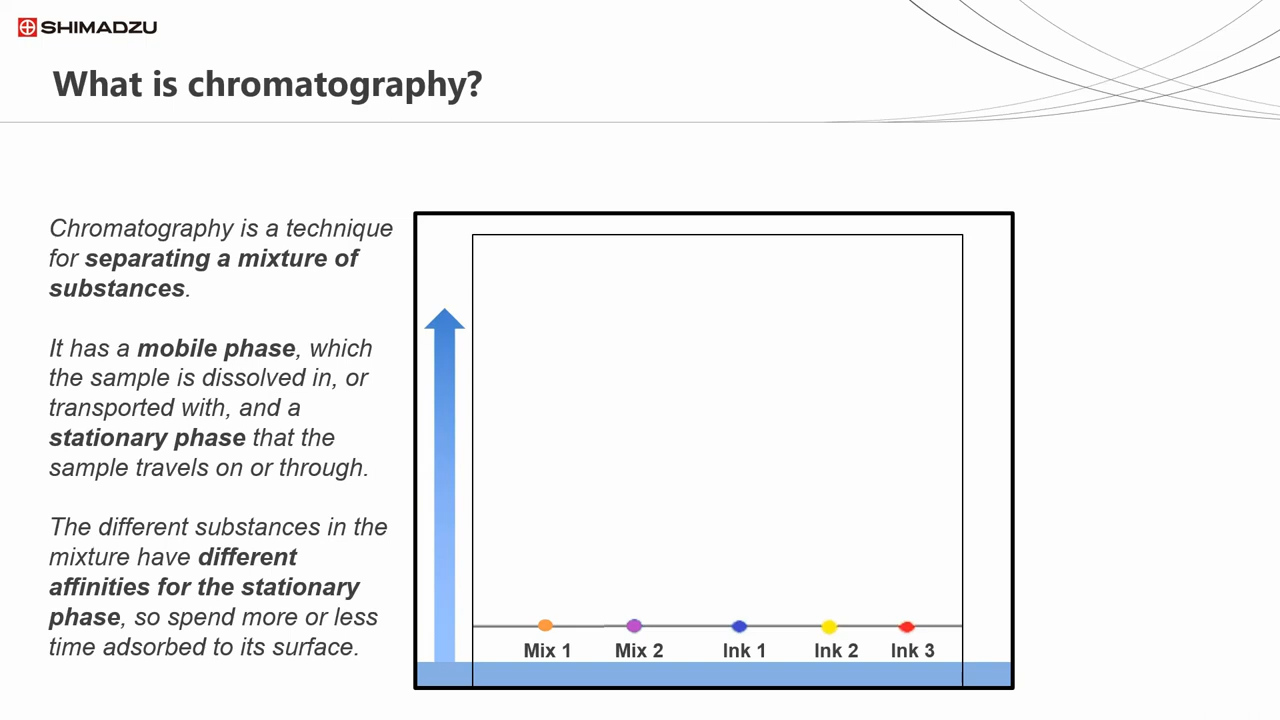 SHIMADZU
What is chromatography?
Chromatography is a technique
for separating a mixture of
substances.
It has a mobile phase, which
the sample is dissolved in, or
transported with, and a
stationary phase that the
sample travels on or through.
The different substances in the
mixture have different
affinities for the stationary
phase, so spend more or less
time adsorbed to its surface.
Mix 1 Mix 2 Ink 1 Ink 2 Ink 3